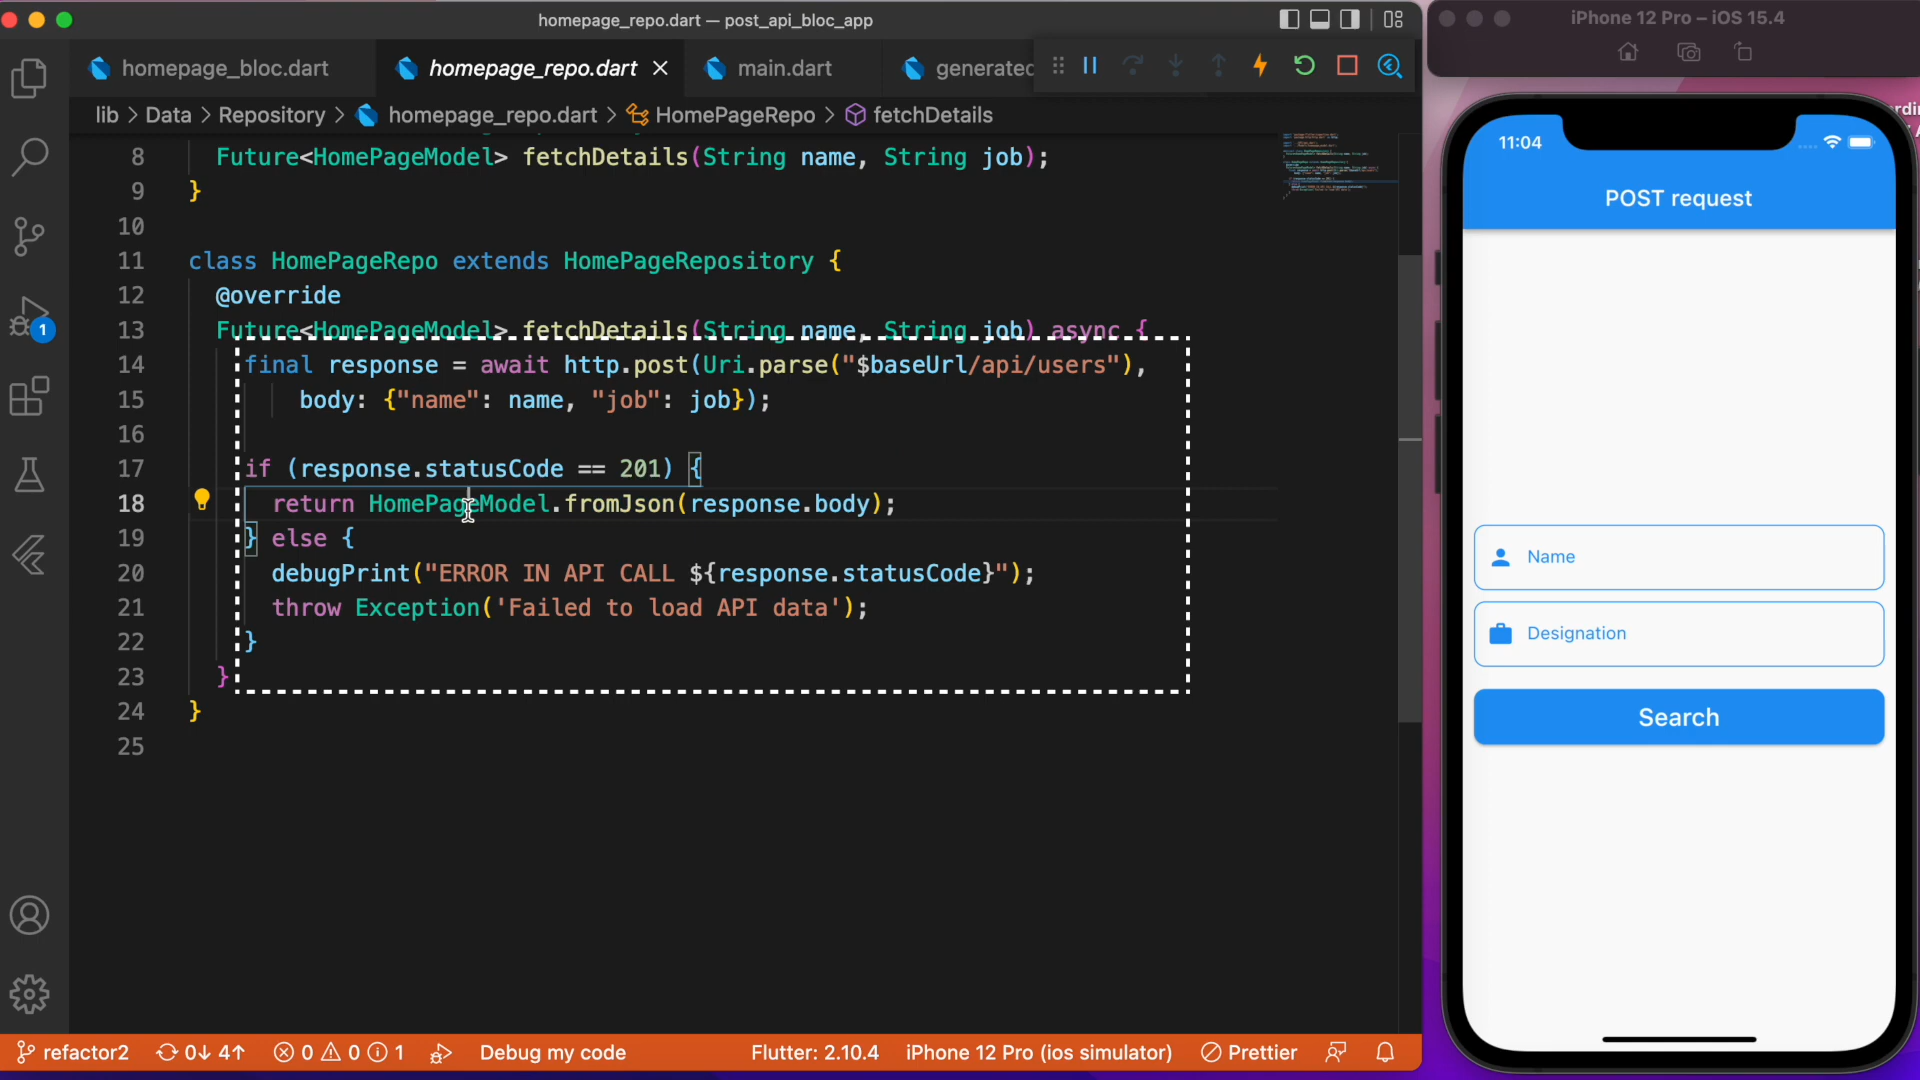 homepage_repo.dart — post_api_bloc_app
homepage_bloc.dart
homepage_repo.dart
main.dart
generated
lib > Data > Repository > homepage_repo.dart > HomePageRepo > fetchDetails
8 Future<HomePageModel> fetchDetails(String name, String job);
9 }
10
11 class HomePageRepo extends HomePageRepository {
12 @override
13 Future<HomePageModel> fetchDetails(String name, String job) async {
14 final response = await http.post(Uri.parse("$baseUrl/api/users"),
15 body: {"name": name, "job": job});
16
17 if (response.statusCode == 201) {
18 return HomePageModel.fromJson(response.body);
19 } else {
20 debugPrint("ERROR IN API CALL ${response.statusCode}");
21 throw Exception('Failed to load API data');
22 }
23 }
24 }
25
1
refactor2 0↓ 4↑ 0 0 1 Debug my code Flutter: 2.10.4 iPhone 12 Pro (ios simulator) Prettier
iPhone 12 Pro – iOS 15.4
11:04
POST request
Name
Designation
Search